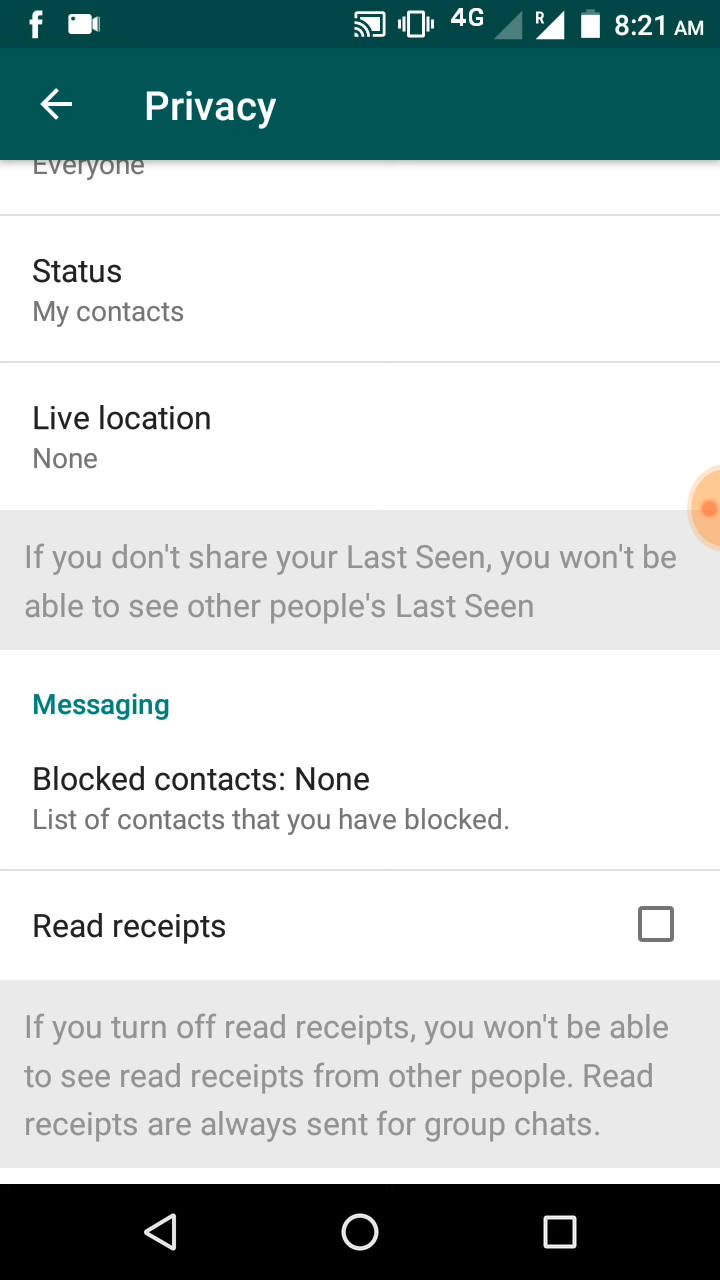 4G R 8:21 AM
Privacy
Everyone
Status
My contacts
Live location
None
If you don't share your Last Seen, you won't be
able to see other people's Last Seen
Messaging
Blocked contacts: None
List of contacts that you have blocked.
Read receipts
If you turn off read receipts, you won't be able
to see read receipts from other people. Read
receipts are always sent for group chats.